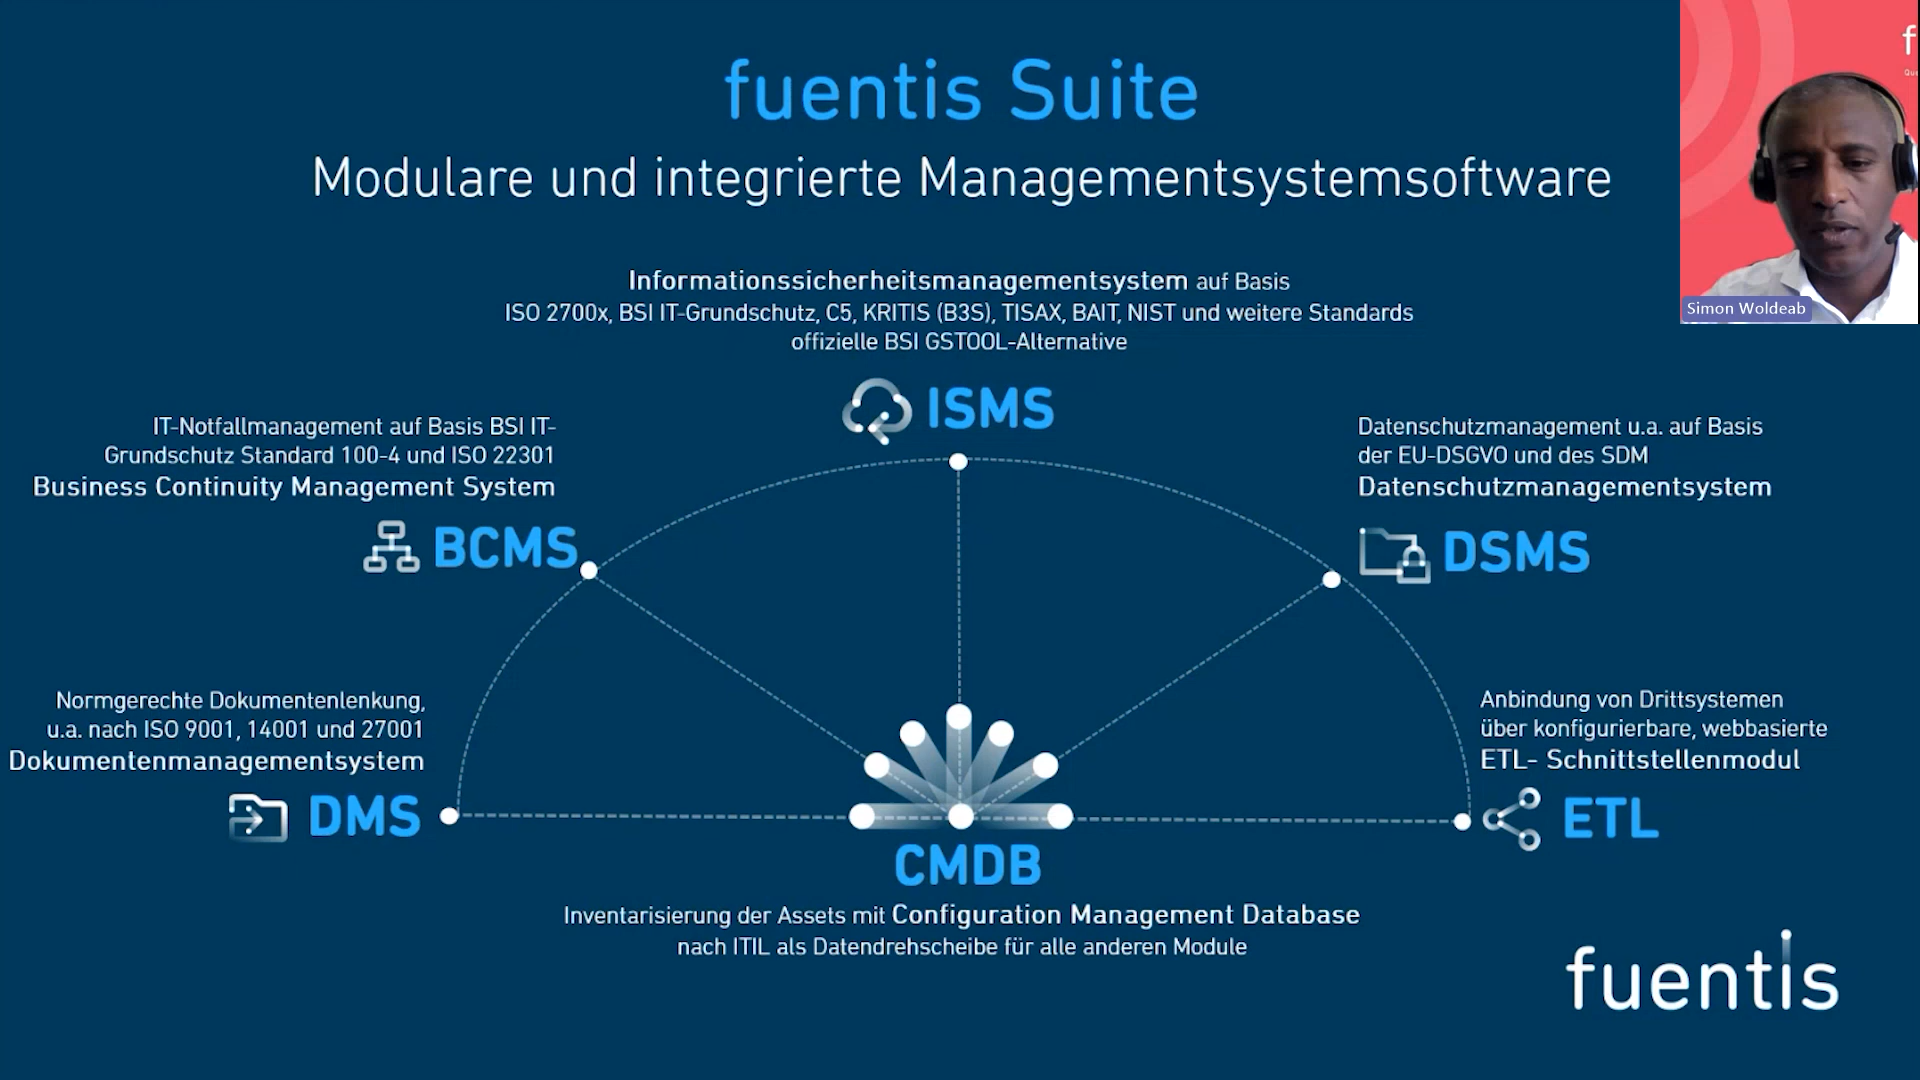 fuentis Suite
Modulare und integrierte Managementsystemsoftware
Informationssicherheitsmanagementsystem auf Basis
ISO 2700x, BSI IT-Grundschutz, C5, KRITIS (B3S), TISAX, BAIT, NIST und weitere Standards
offizielle BSI GSTOOL-Alternative
ISMS
IT-Notfallmanagement auf Basis BSI IT-
Grundschutz Standard 100-4 und ISO 22301
Business Continuity Management System
BCMS
Datenschutzmanagement u.a. auf Basis
der EU-DSGVO und des SDM
Datenschutzmanagementsystem
DSMS
Normgerechte Dokumentenlenkung,
u.a. nach ISO 9001, 14001 und 27001
Dokumentenmanagementsystem
DMS
Anbindung von Drittsystemen
über konfigurierbare, webbasierte
ETL- Schnittstellenmodul
ETL
CMDB
Inventarisierung der Assets mit Configuration Management Database
nach ITIL als Datendrehscheibe für alle anderen Module
fuentis
f
Simon Woldeab